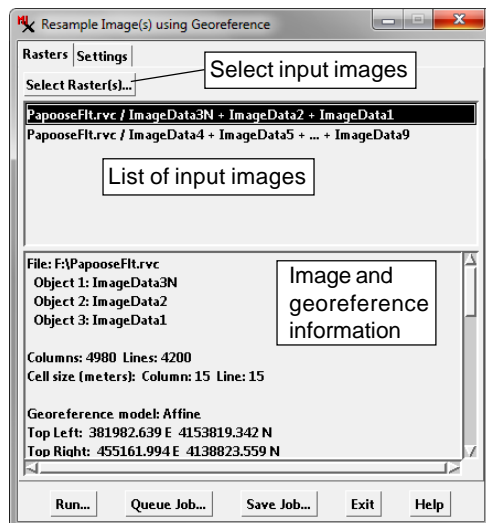 Resample Image(s) using Georeference
Rasters Settings
Select Raster(s)...
Select input images
PapooseFlt.rvc / ImageData3N + ImageData2 + ImageData1
PapooseFlt.rvc / ImageData4 + ImageData5 + ... + ImageData9
List of input images
File: F:\PapooseFlt.rvc
Object 1: ImageData3N
Object 2: ImageData2
Object 3: ImageData1
Image and
georeference
information
Columns: 4980 Lines: 4200
Cell size (meters): Column: 15 Line: 15
Georeference model: Affine
Top Left: 381982.639 E 4153819.342 N
Top Right: 455161.994 E 4138823.559 N
Run... Queue Job... Save Job... Exit Help